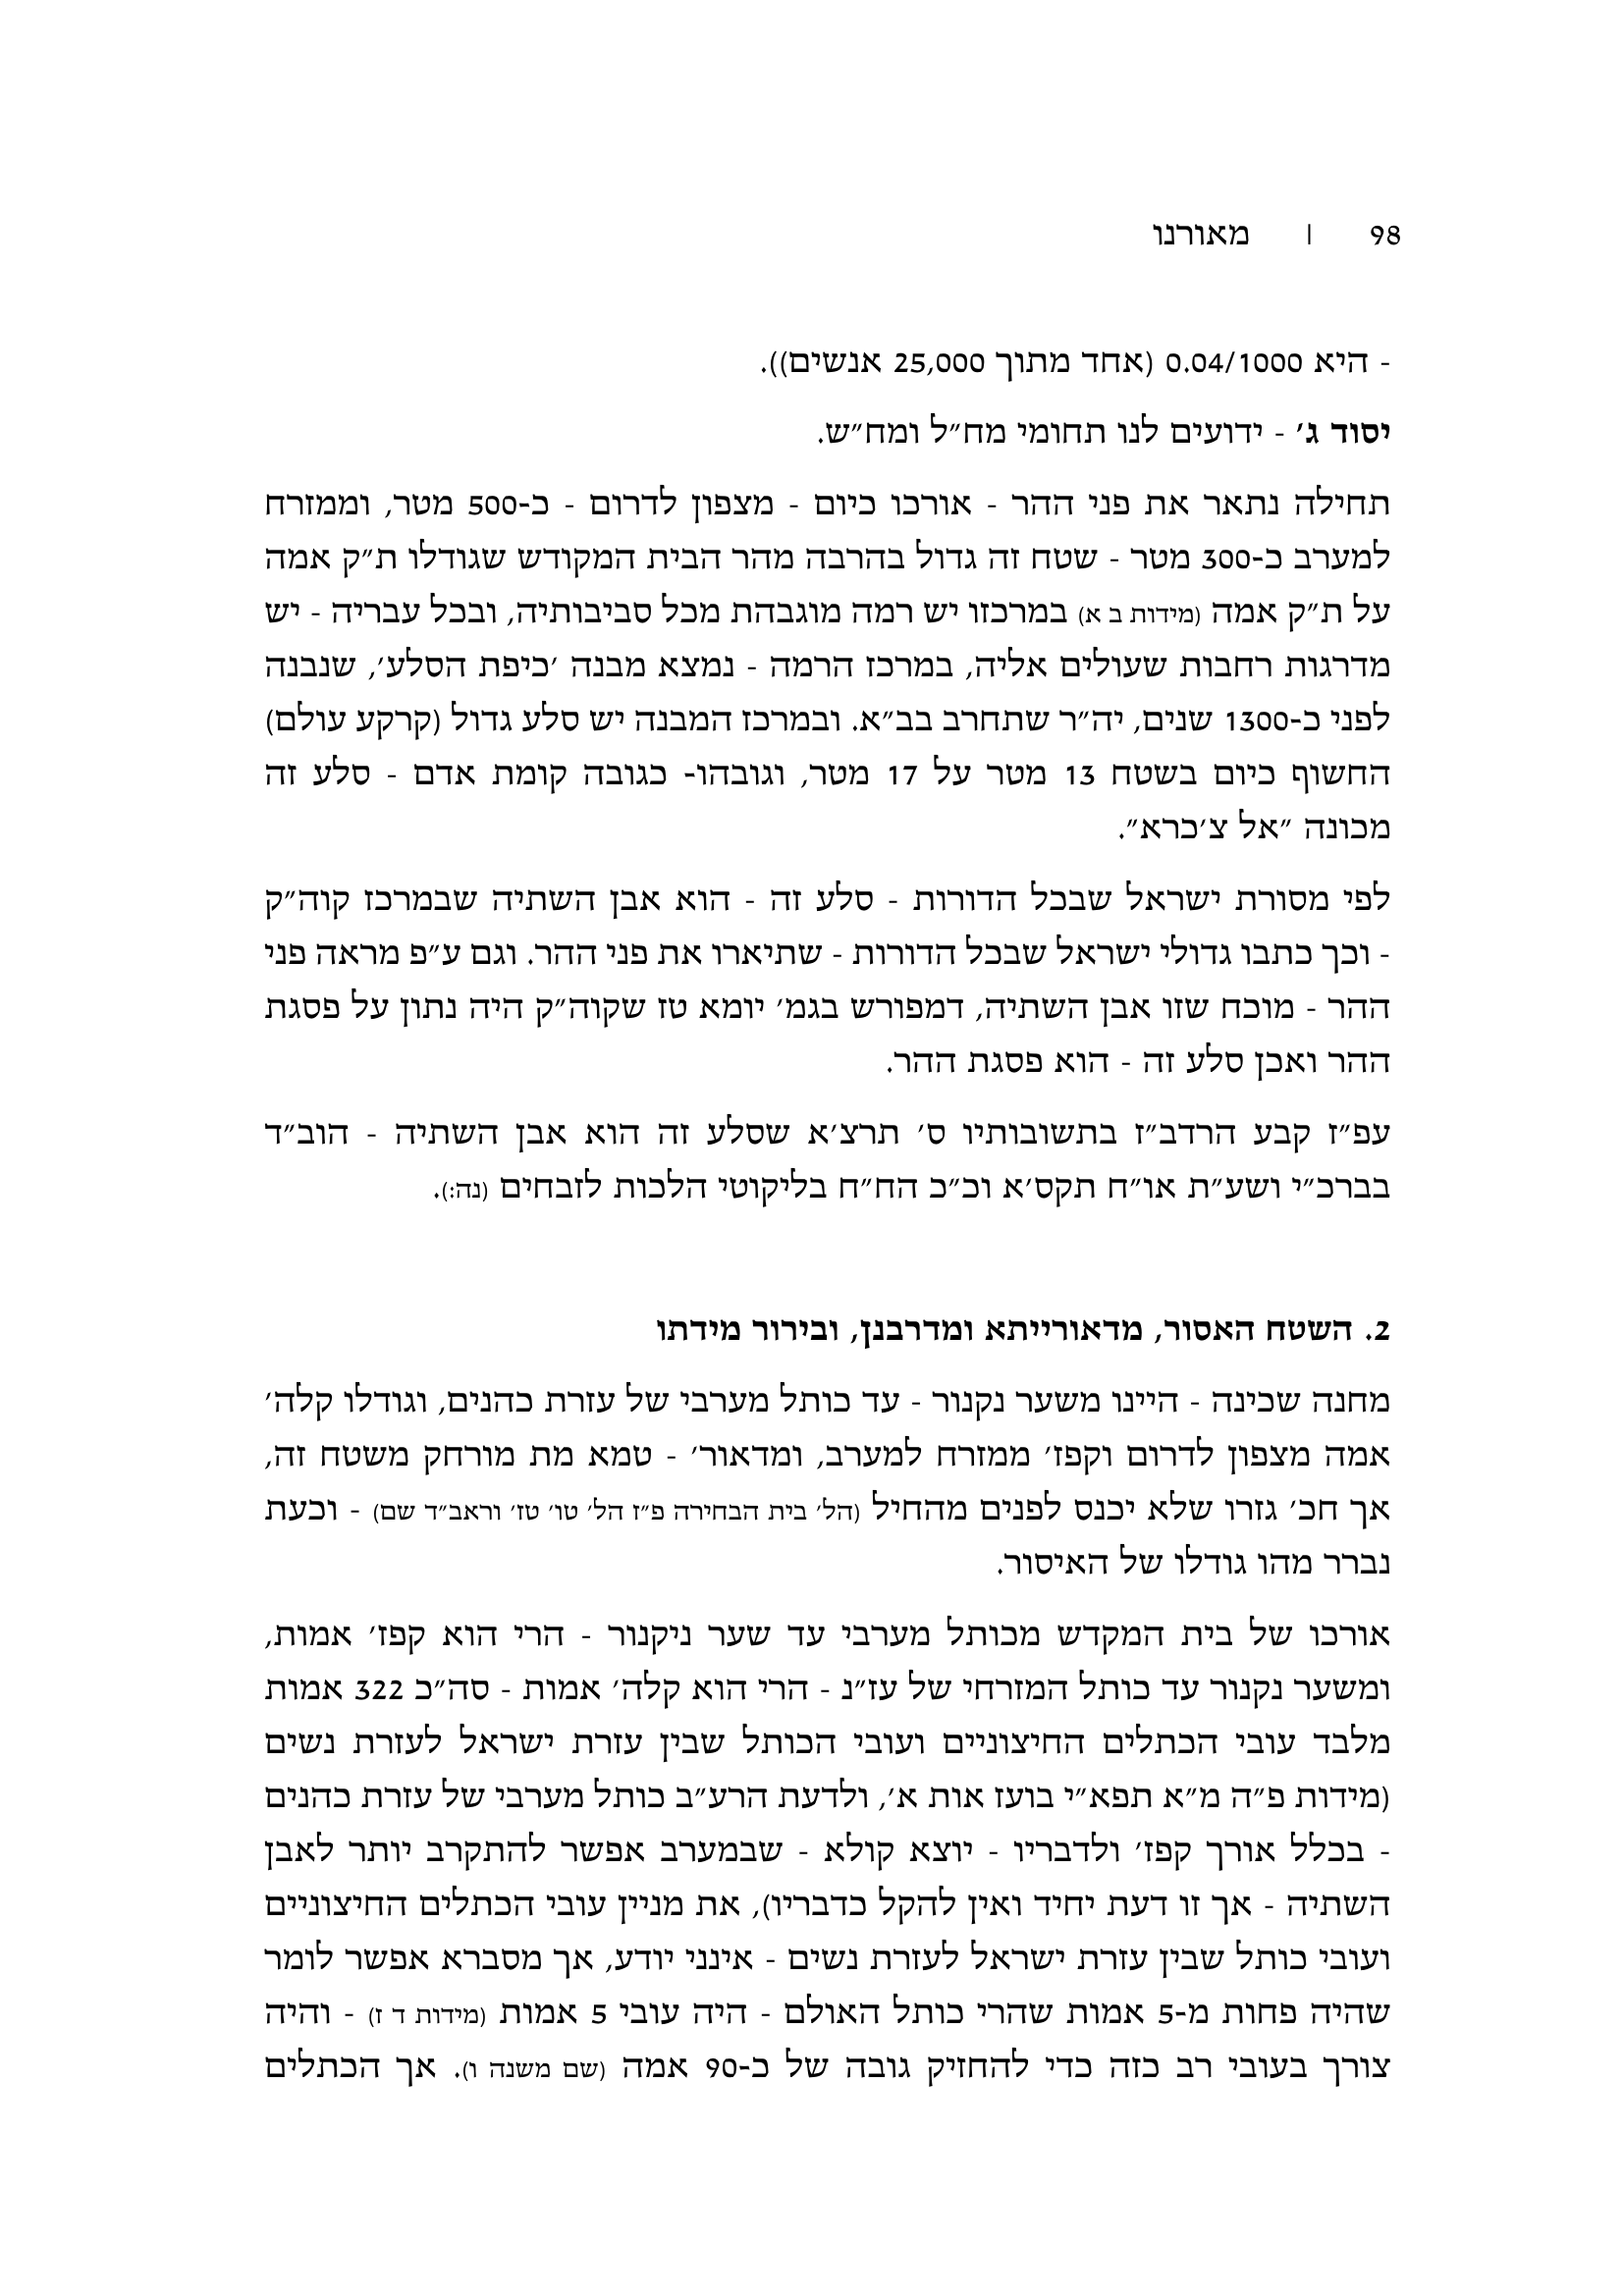 98 | מאורנו
- היא 0.04/1000 (אחד מתוך 25,000 אנשים)).
יסוד ג׳ - ידועים לנו תחומי מח״ל ומח״ש.
תחילה נתאר את פני ההר - אורכו כיום - מצפון לדרום - כ-500 מטר, וממזרח
למערב כ-300 מטר - שטח זה גדול בהרבה מהר הבית המקודש שגודלו ת״ק אמה
על ת״ק אמה (מידות ב א) במרכזו יש רמה מוגבהת מכל סביבותיה, ובכל עבריה - יש
מדרגות רחבות שעולים אליה, במרכז הרמה - נמצא מבנה ׳כיפת הסלע׳, שנבנה
לפני כ-1300 שנים, יה״ר שתחרב בב״א. ובמרכז המבנה יש סלע גדול (קרקע עולם)
החשוף כיום בשטח 13 מטר על 17 מטר, וגובהו- כגובה קומת אדם - סלע זה
מכונה ״אל צ׳כרא״.
לפי מסורת ישראל שבכל הדורות - סלע זה - הוא אבן השתיה שבמרכז קוה״ק
- וכך כתבו גדולי ישראל שבכל הדורות - שתיארו את פני ההר. וגם ע״פ מראה פני
ההר - מוכח שזו אבן השתיה, דמפורש בגמ׳ יומא טז שקוה״ק היה נתון על פסגת
ההר ואכן סלע זה - הוא פסגת ההר.
עפ״ז קבע הרדב״ז בתשובותיו ס׳ תרצ׳א שסלע זה הוא אבן השתיה - הוב״ד
בברכ״י ושע״ת או״ח תקס׳א וכ״כ הח״ח בליקוטי הלכות לזבחים (נה:).
2. השטח האסור, מדאורייתא ומדרבנן, ובירור מידתו
מחנה שכינה - היינו משער נקנור - עד כותל מערבי של עזרת כהנים, וגודלו קלה׳
אמה מצפון לדרום וקפז׳ ממזרח למערב, ומדאור׳ - טמא מת מורחק משטח זה,
אך חכ׳ גזרו שלא יכנס לפנים מהחיל (הל׳ בית הבחירה פ״ז הל׳ טו׳ טז׳ וראב״ד שם) - וכעת
נברר מהו גודלו של האיסור.
אורכו של בית המקדש מכותל מערבי עד שער ניקנור - הרי הוא קפז׳ אמות,
ומשער נקנור עד כותל המזרחי של עז״נ - הרי הוא קלה׳ אמות - סה״כ 322 אמות
מלבד עובי הכתלים החיצוניים ועובי הכותל שבין עזרת ישראל לעזרת נשים
(מידות פ״ה מ״א תפא״י בועז אות א׳, ולדעת הרע״ב כותל מערבי של עזרת כהנים
- בכלל אורך קפז׳ ולדבריו - יוצא קולא - שבמערב אפשר להתקרב יותר לאבן
השתיה - אך זו דעת יחיד ואין להקל כדבריו), את מניין עובי הכתלים החיצוניים
ועובי כותל שבין עזרת ישראל לעזרת נשים - אינני יודע, אך מסברא אפשר לומר
שהיה פחות מ-5 אמות שהרי כותל האולם - היה עובי 5 אמות (מידות ד ז) - והיה
צורך בעובי רב כזה כדי להחזיק גובה של כ-90 אמה (שם משנה ו). אך הכתלים